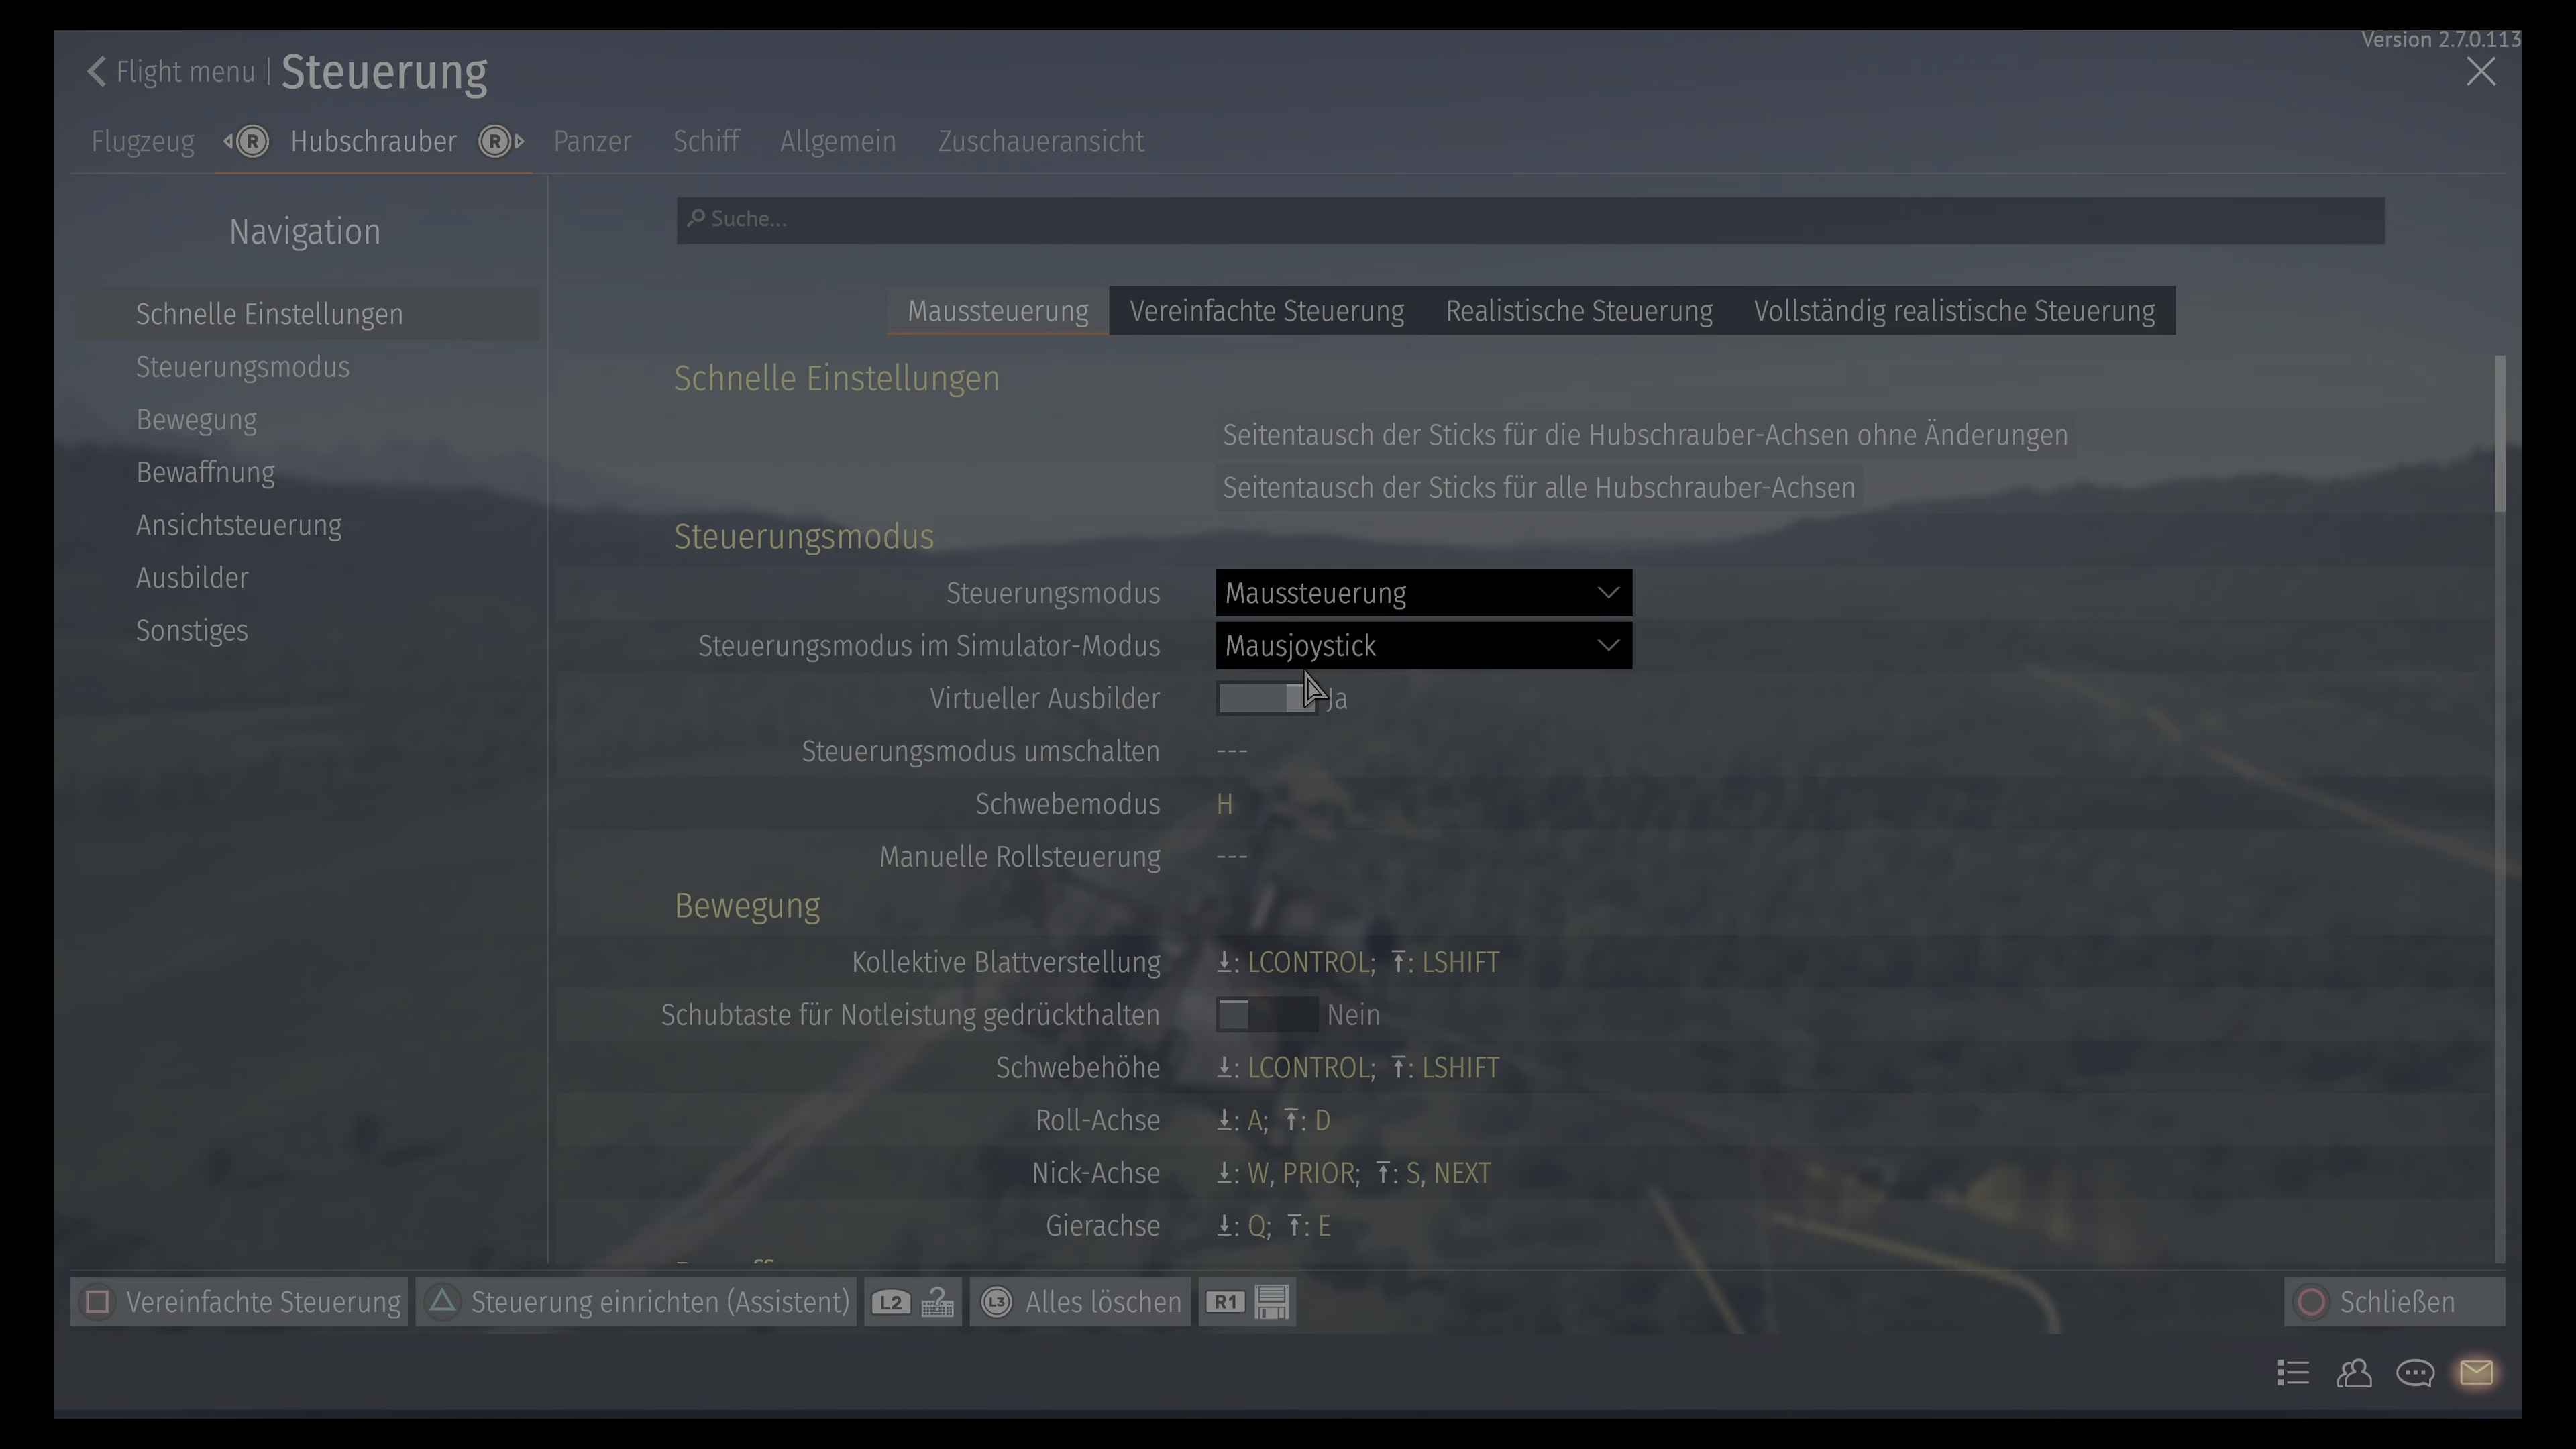 Version 2.7.0.113
Flight menu | Steuerung
Flugzeug R Hubschrauber R Panzer Schiff Allgemein Zuschaueransicht
Navigation
Schnelle Einstellungen
Steuerungsmodus
Bewegung
Bewaffnung
Ansichtsteuerung
Ausbilder
Sonstiges
Suche...
Maussteuerung Vereinfachte Steuerung Realistische Steuerung Vollständig realistische Steuerung
Schnelle Einstellungen
Seitentausch der Sticks für die Hubschrauber-Achsen ohne Änderungen
Seitentausch der Sticks für alle Hubschrauber-Achsen
Steuerungsmodus
Steuerungsmodus Maussteuerung
Steuerungsmodus im Simulator-Modus Mausjoystick
Virtueller Ausbilder Ja
Steuerungsmodus umschalten ---
Schwebemodus H
Manuelle Rollsteuerung ---
Bewegung
Kollektive Blattverstellung ↓: LCONTROL; ↑: LSHIFT
Schubtaste für Notleistung gedrückthalten Nein
Schwebehöhe ↓: LCONTROL; ↑: LSHIFT
Roll-Achse ↓: A; ↑: D
Nick-Achse ↓: W, PRIOR; ↑: S, NEXT
Gierachse ↓: Q; ↑: E
Vereinfachte Steuerung Steuerung einrichten (Assistent) L2 L3 Alles löschen R1 Schließen